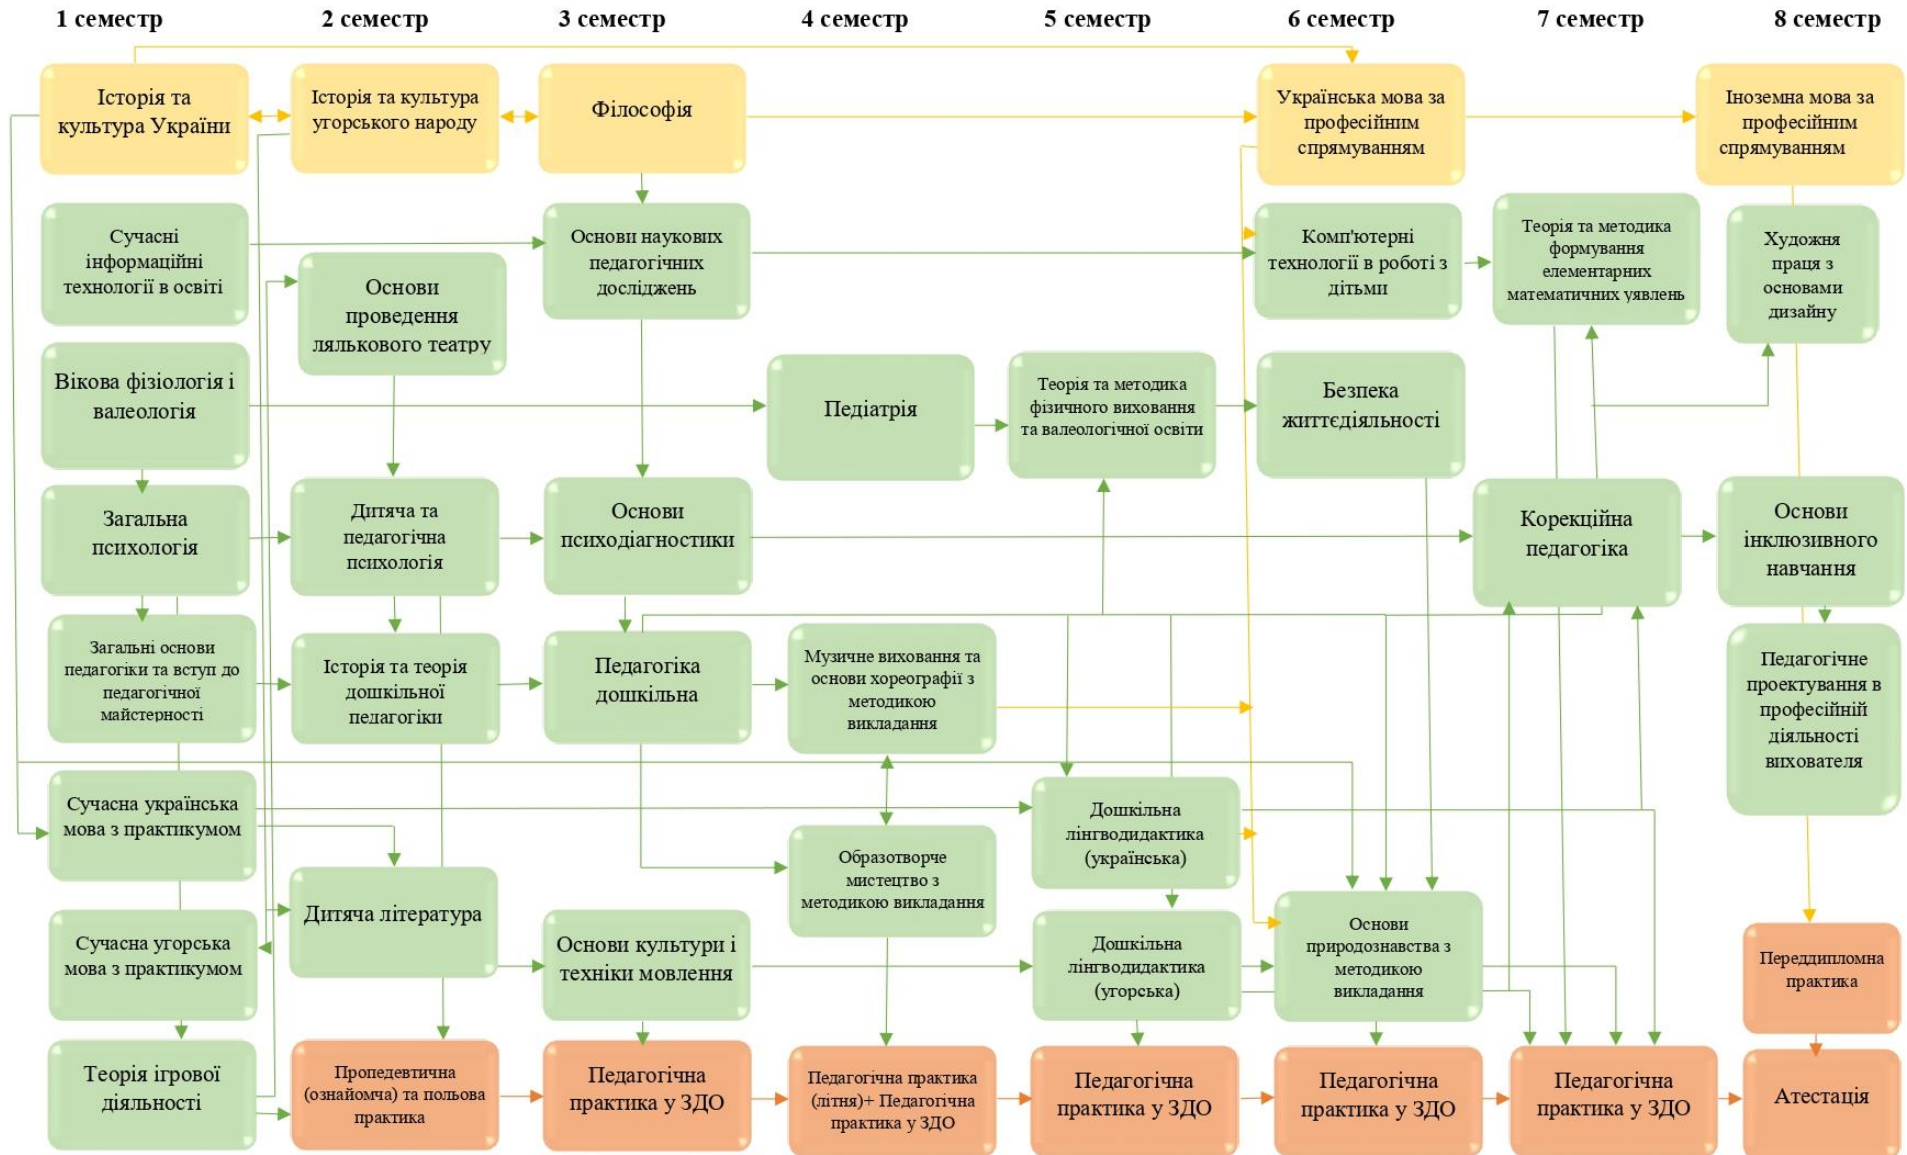 1 семестр
2 семестр
3 семестр
4 семестр
5 семестр
6 семестр
7 семестр
8 семестр
Історія та
культура України
Історія та культура
угорського народу
Філософія
Українська мова за
професійним
спрямуванням
Іноземна мова за
професійним
спрямуванням
Сучасні
інформаційні
технології в освіті
Основи
проведення
лялькового театру
Основи наукових
педагогічних
досліджень
Комп'ютерні
технології в роботі з
дітьми
Теорія та методика
формування
елементарних
математичних уявлень
Художня
праця з
основами
дизайну
Вікова фізіологія і
валеологія
Педіатрія
Теорія та методика
фізичного виховання
та валеологічної освіти
Безпека
життєдіяльності
Загальна
психологія
Дитяча та
педагогічна
психологія
Основи
психодіагностики
Корекційна
педагогіка
Основи
інклюзивного
навчання
Загальні основи
педагогіки та вступ до
педагогічної
майстерності
Історія та теорія
дошкільної
педагогіки
Педагогіка
дошкільна
Музичне виховання та
основи хореографії з
методикою
викладання
Педагогічне
проектування в
професійній
діяльності
вихователя
Сучасна українська
мова з практикумом
Дошкільна
лінгводидактика
(українська)
Дитяча література
Образотворче
мистецтво з
методикою викладання
Сучасна угорська
мова з практикумом
Основи культури і
техніки мовлення
Дошкільна
лінгводидактика
(угорська)
Основи
природознавства з
методикою
викладання
Переддипломна
практика
Теорія ігрової
діяльності
Пропедевтична
(ознайомча) та польова
практика
Педагогічна
практика у ЗДО
Педагогічна практика
(літня)+ Педагогічна
практика у ЗДО
Педагогічна
практика у ЗДО
Педагогічна
практика у ЗДО
Педагогічна
практика у ЗДО
Атестація